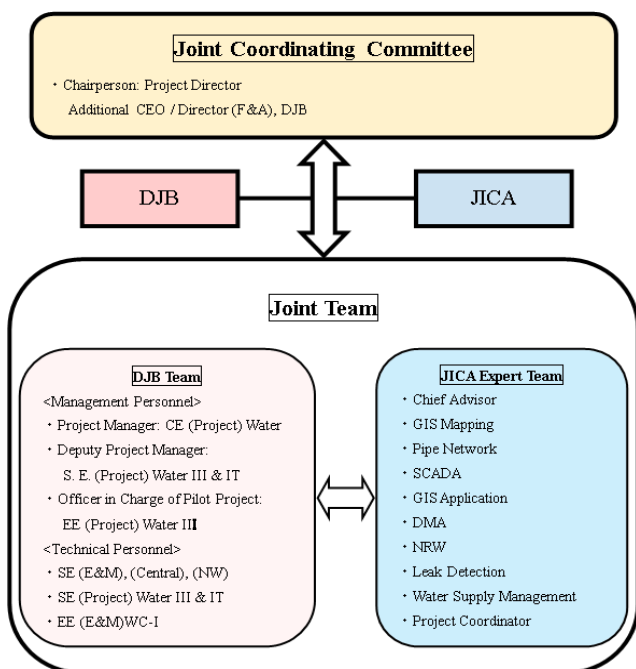 Joint Coordinating Committee
・Chairperson: Project Director
Additional CEO / Director (F&A), DJB
DJB
JICA
Joint Team
DJB Team
<Management Personnel>
・Project Manager: CE (Project) Water
・Deputy Project Manager:
S. E. (Project) Water III & IT
・Officer in Charge of Pilot Project:
EE (Project) Water III
<Technical Personnel>
・SE (E&M), (Central), (NW)
・SE (Project) Water III & IT
・EE (E&M)WC-I
JICA Expert Team
・Chief Advisor
・GIS Mapping
・Pipe Network
・SCADA
・GIS Application
・DMA
・NRW
・Leak Detection
・Water Supply Management
・Project Coordinator